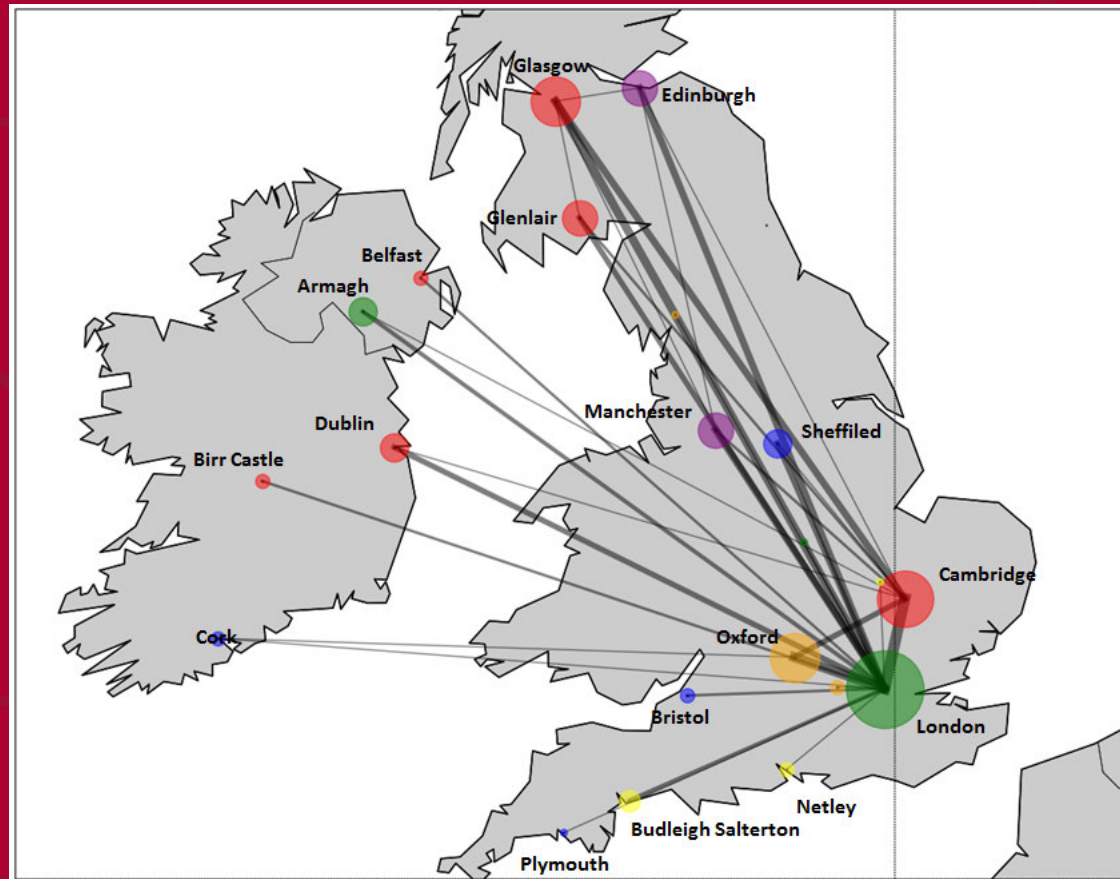 Glasgow
Edinburgh
Glenlair
Belfast
Armagh
Manchester
Sheffiled
Dublin
Birr Castle
Cambridge
Cork
Oxford
Bristol
London
Netley
Budleigh Salterton
Plymouth